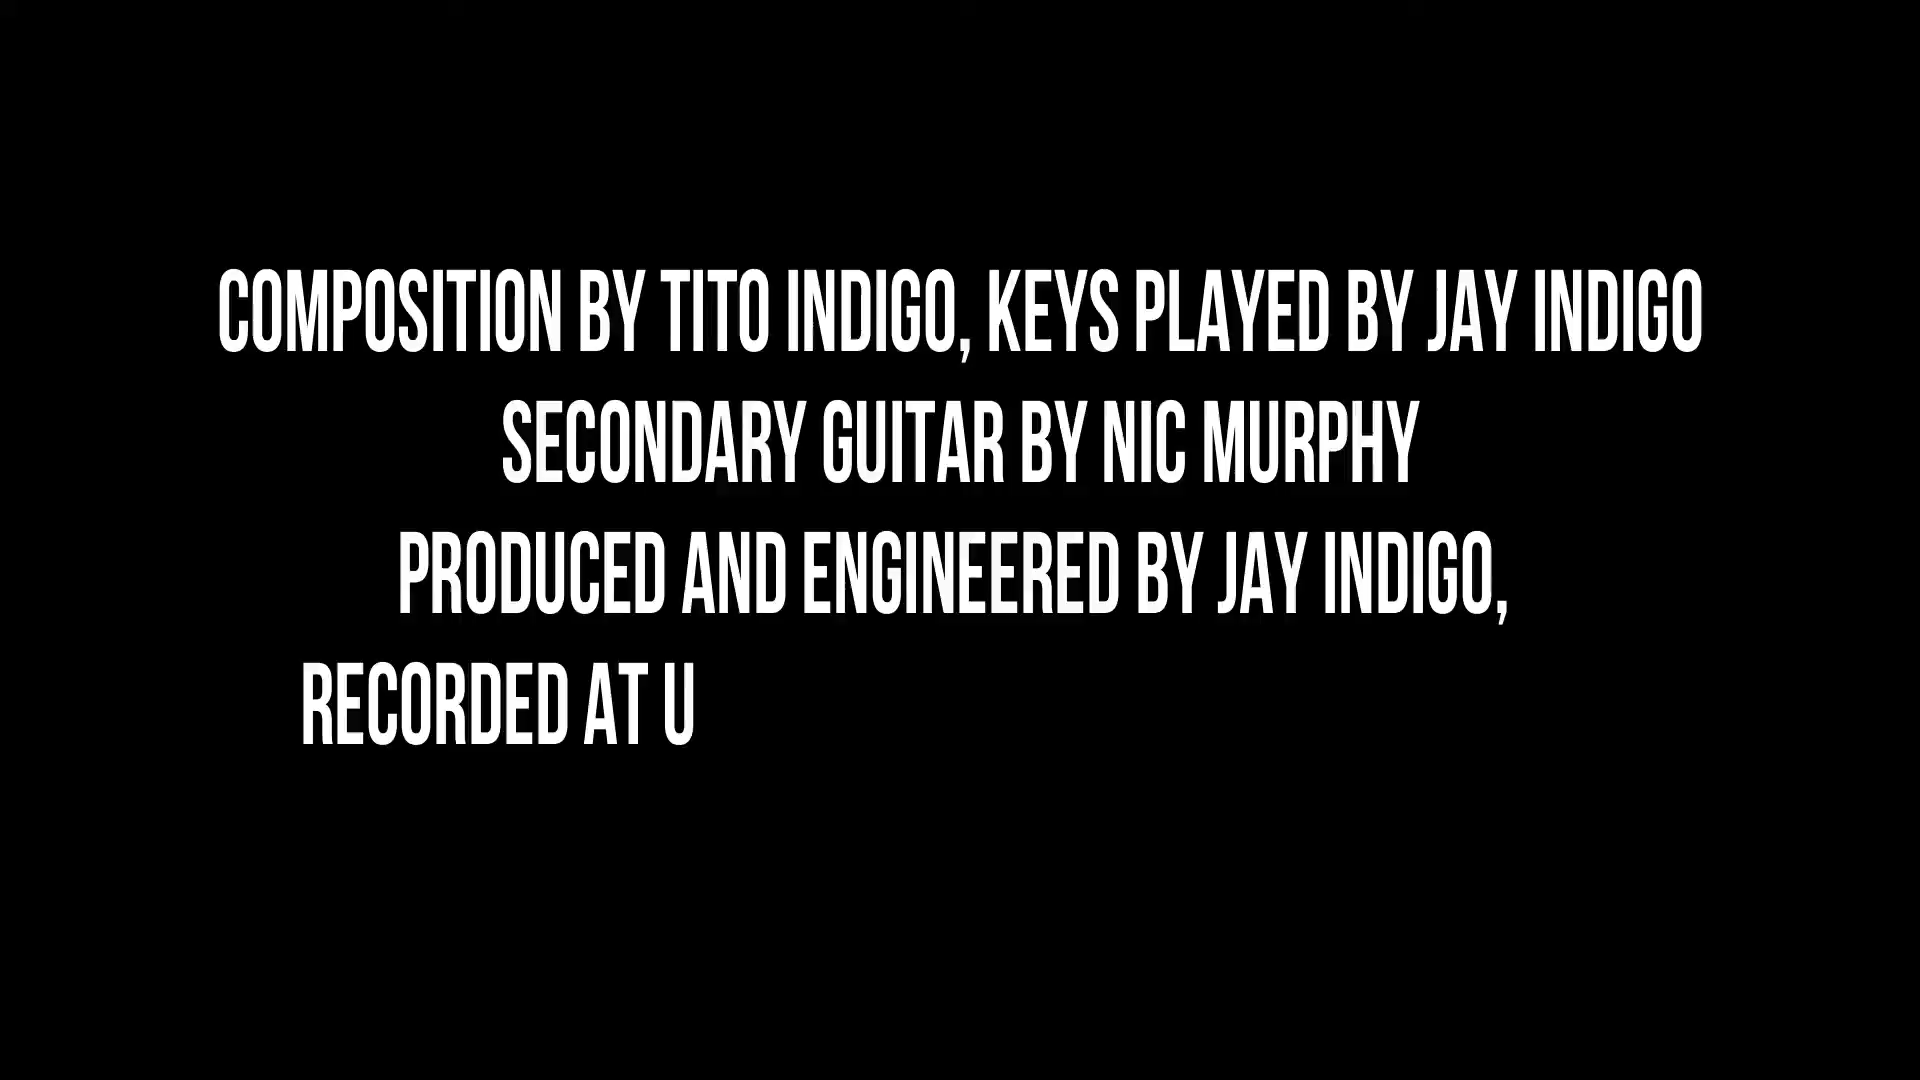 COMPOSITION BY TITO INDIGO, KEYS PLAYED BY JAY INDIGO
SECONDARY GUITAR BY NIC MURPHY
PRODUCED AND ENGINEERED BY JAY INDIGO,
RECORDED AT U